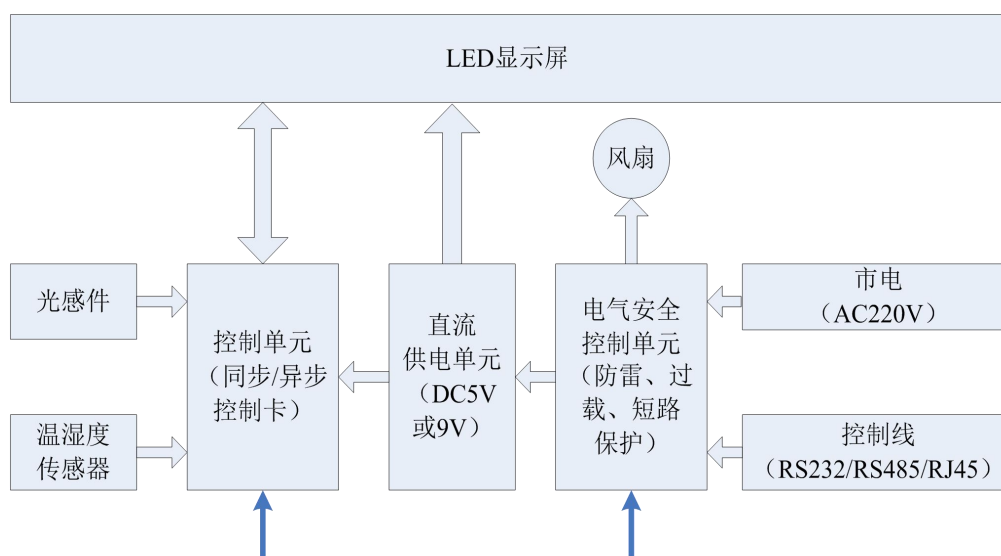 LED显示屏
风扇
光感件
温湿度
传感器
控制单元
（同步/异步
控制卡）
直流
供电单元
（DC5V
或9V）
电气安全
控制单元
（防雷、过
载、短路
保护）
市电
（AC220V）
控制线
（RS232/RS485/RJ45）